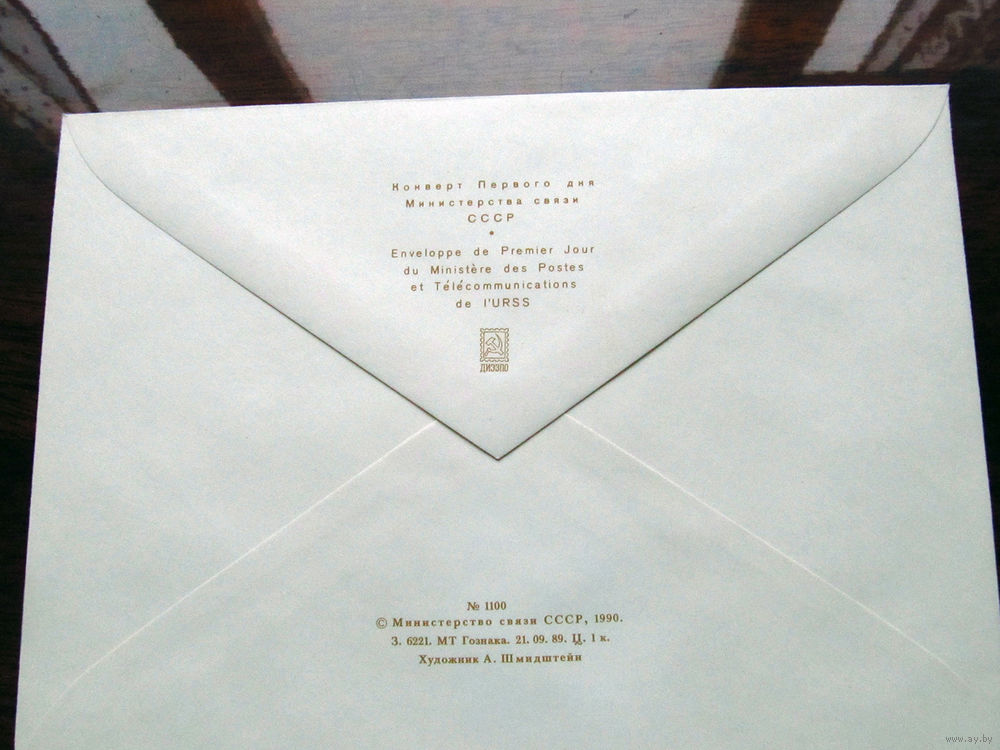 Конверт Первого дня
Министерства связи
СССР
•
Enveloppe de Premier Jour
du Ministère des Postes
et Télécommunications
de l'URSS
ДИЭЗПО
№ 1100
© Министерство связи СССР, 1990.
З. 6221. МТ Гознака. 21. 09. 89. Ц. 1 к.
Художник А. Шмидштейн
www.ay.by